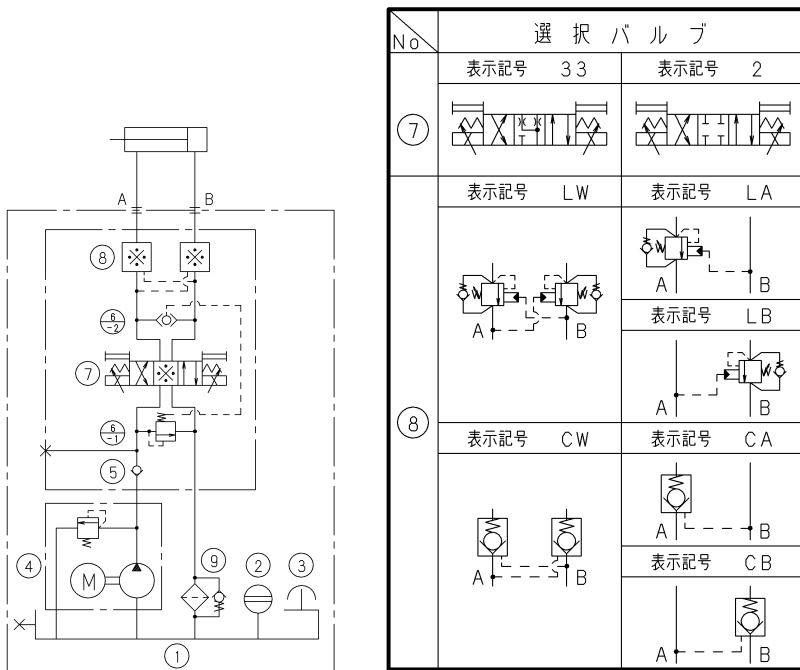 A B
⑧
6
-2
⑦
6
-1
⑤
④
M
⑨ ② ③
①
No 選択バルブ
表示記号 33 表示記号 2
⑦
表示記号 LW 表示記号 LA
A B
表示記号 LB
A B
A B
⑧
表示記号 CW 表示記号 CA
A B
表示記号 CB
A B
A B